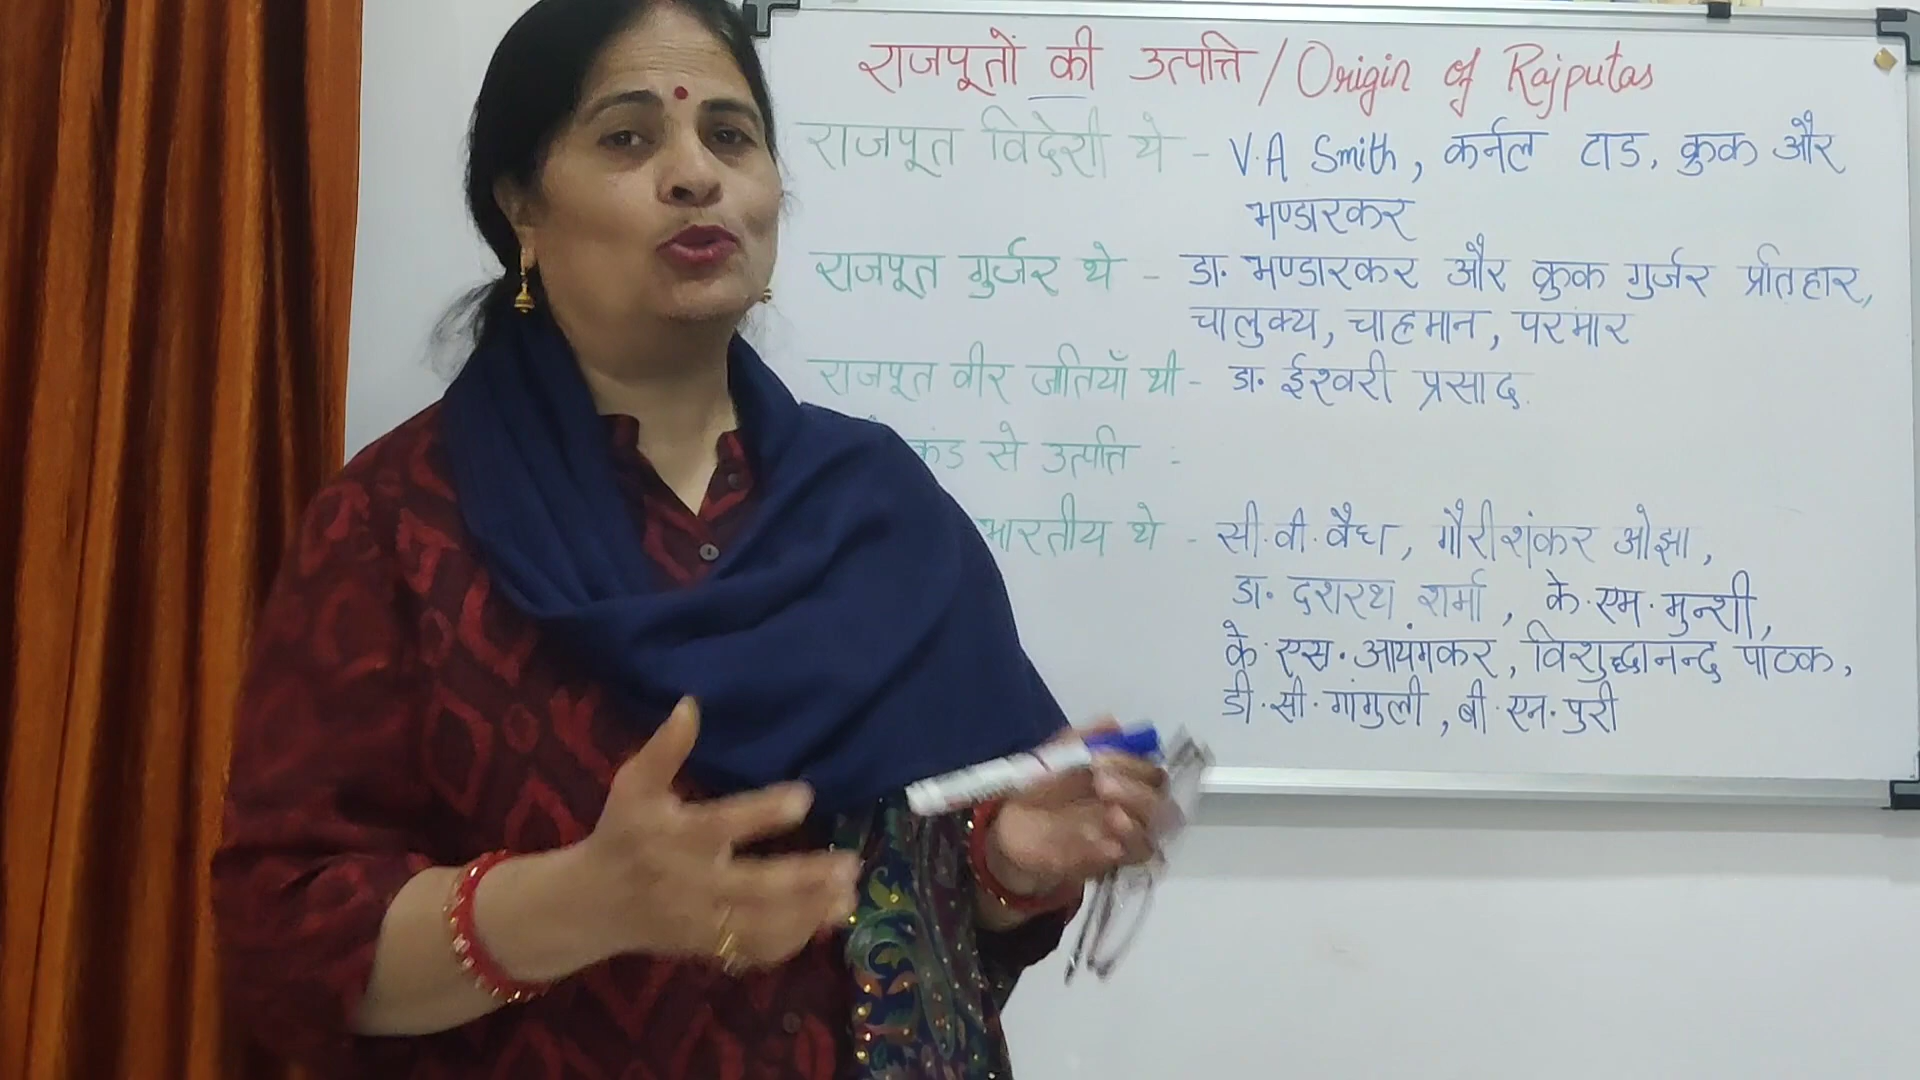 राजपूतों की उत्पत्ति / Origin of Rajputas
राजपूत विदेशी थे - V.A Smith, कर्नल टाड, क्रुक और
भण्डारकर
राजपूत गुर्जर थे - डा. भण्डारकर और क्रुक गुर्जर प्रतिहार,
चालुक्य, चाहमान, परमार
राजपूत वीर जातियाँ थी - डा. ईश्वरी प्रसाद.
कुंड से उत्पत्ति :-
भारतीय थे - सी.वी.वैध, गौरीशंकर ओझा,
डा. दशरथ शर्मा, के.एम.मुन्शी,
के.एस.आयंगकर, विशुद्धानन्द पाठक,
डी.सी.गांगुली, बी.एन.पुरी